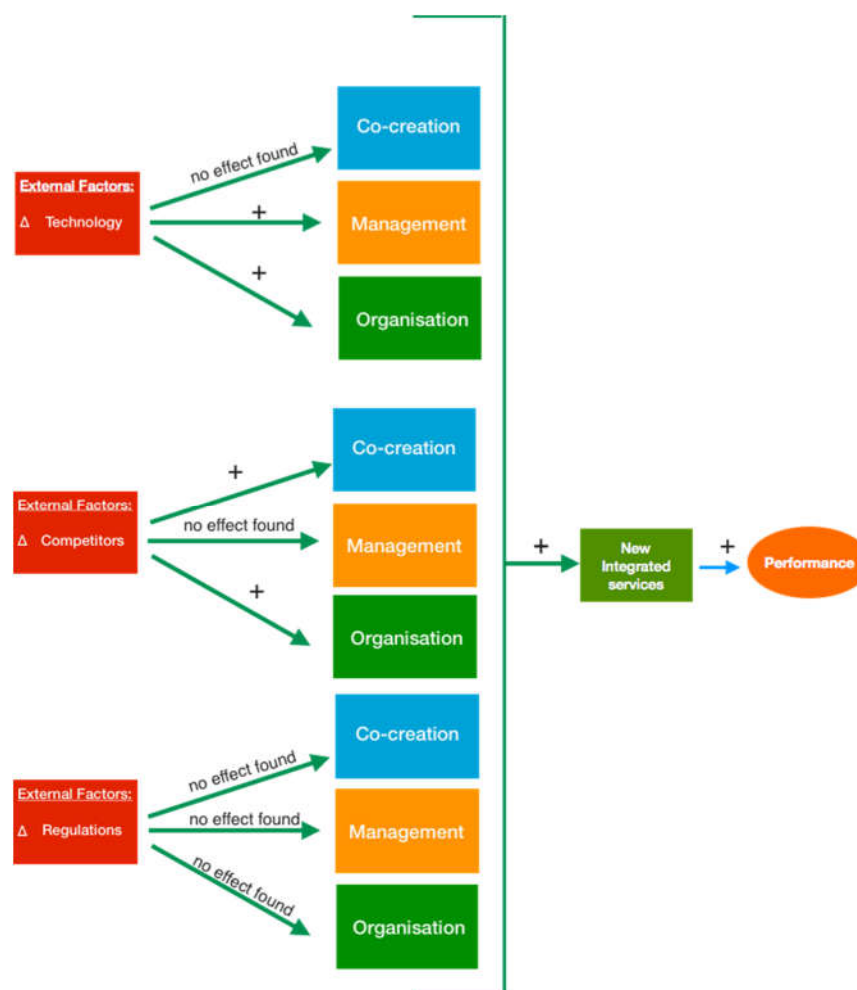 Co-creation
no effect found
External Factors:
Δ Technology
+
Management
+
Organisation
Co-creation
+
External Factors:
Δ Competitors
no effect found
Management
+
Organisation
+
New
Integrated
services
+
Performance
Co-creation
no effect found
External Factors:
Δ Regulations
no effect found
Management
no effect found
Organisation